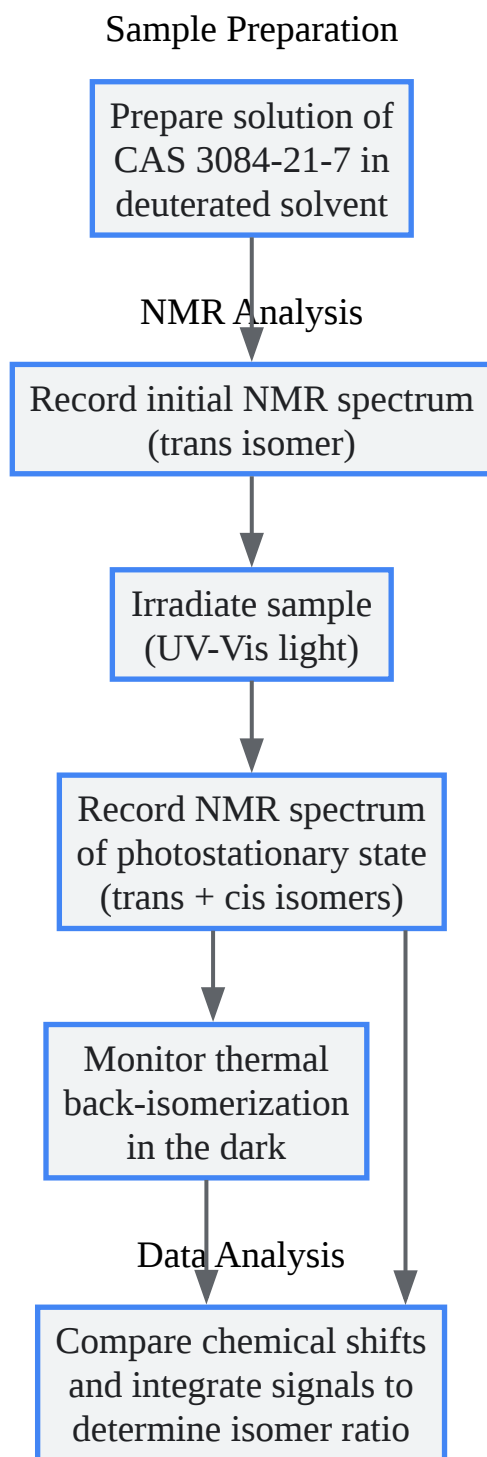 Sample Preparation
Prepare solution of
CAS 3084-21-7 in
deuterated solvent
NMR Analysis
Record initial NMR spectrum
(trans isomer)
Irradiate sample
(UV-Vis light)
Record NMR spectrum
of photostationary state
(trans + cis isomers)
Monitor thermal
back-isomerization
in the dark
Data Analysis
Compare chemical shifts
and integrate signals to
determine isomer ratio